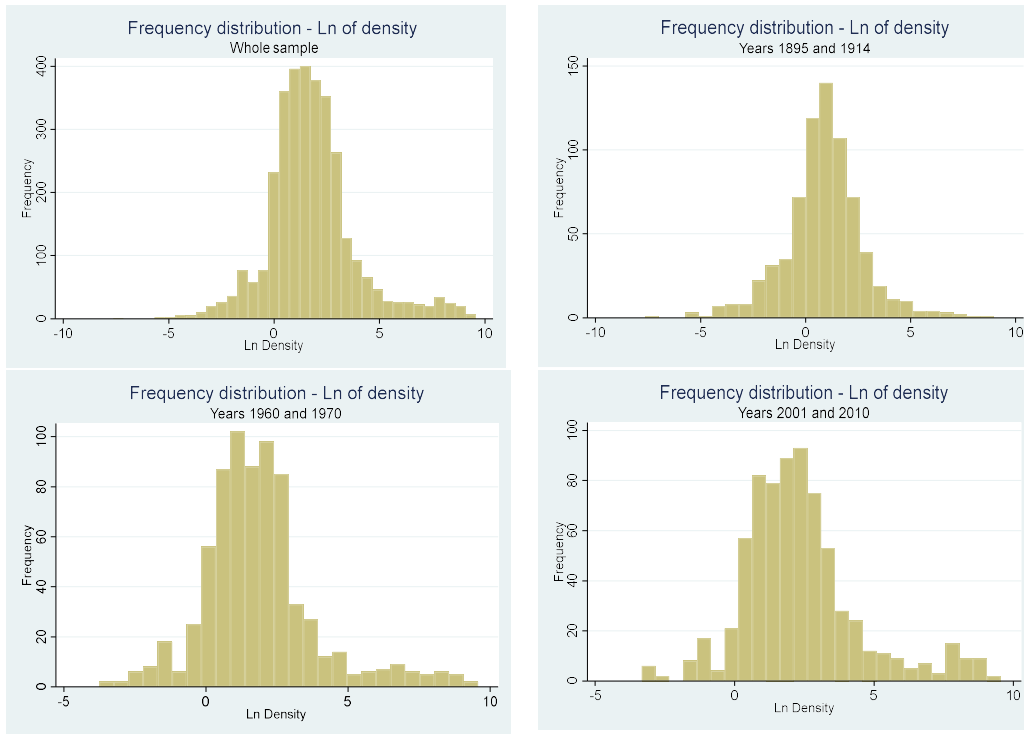 Frequency distribution - Ln of density
Whole sample
Frequency
0 100 200 300 400
-10 -5 0 5 10
Ln Density
Frequency distribution - Ln of density
Years 1895 and 1914
Frequency
0 50 100 150
-10 -5 0 5 10
Ln Density
Frequency distribution - Ln of density
Years 1960 and 1970
Frequency
0 20 40 60 80 100
-5 0 5 10
Ln Density
Frequency distribution - Ln of density
Years 2001 and 2010
Frequency
0 20 40 60 80 100
-5 0 5 10
Ln Density